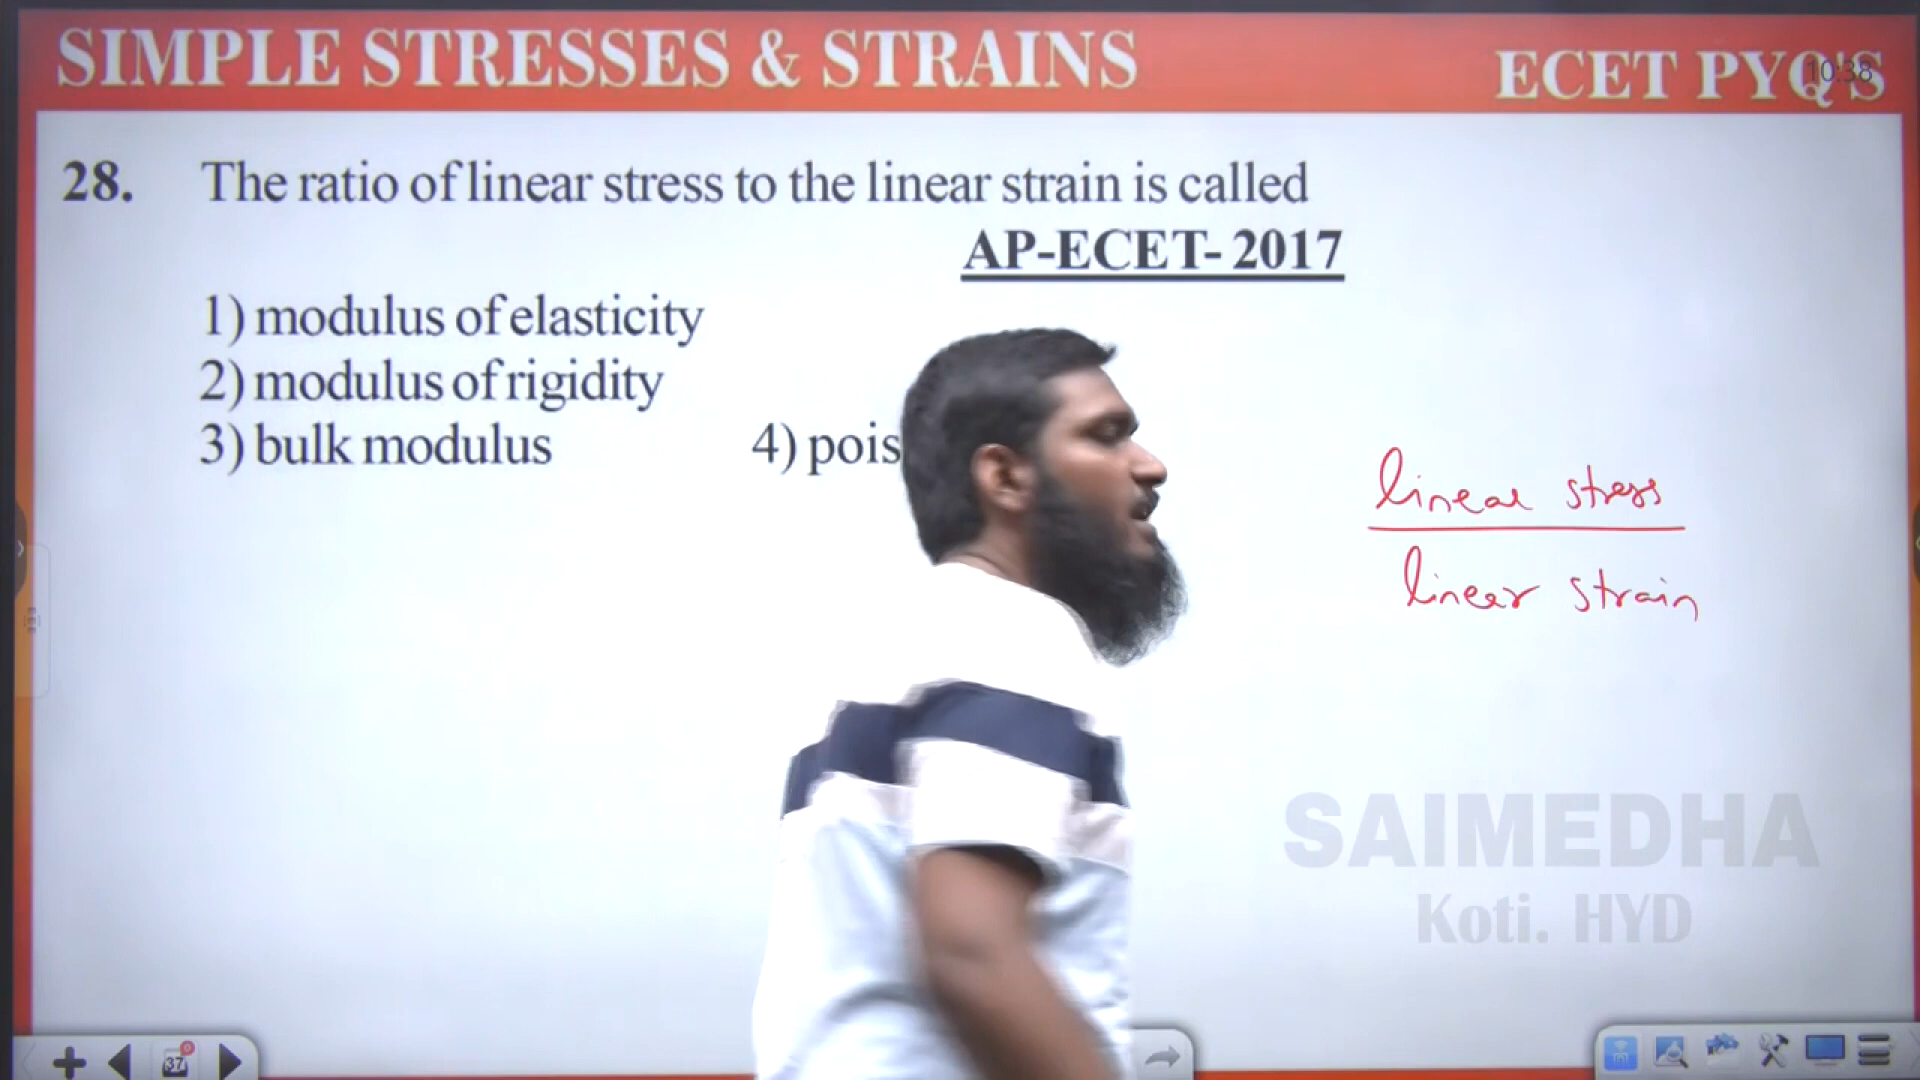 SIMPLE STRESSES & STRAINS
ECET PYQ'S
10:38
28. The ratio of linear stress to the linear strain is called
AP-ECET- 2017
1) modulus of elasticity
2) modulus of rigidity
3) bulk modulus 4) pois
linear stress
linear strain
SAIMEDHA
Koti. HYD
37